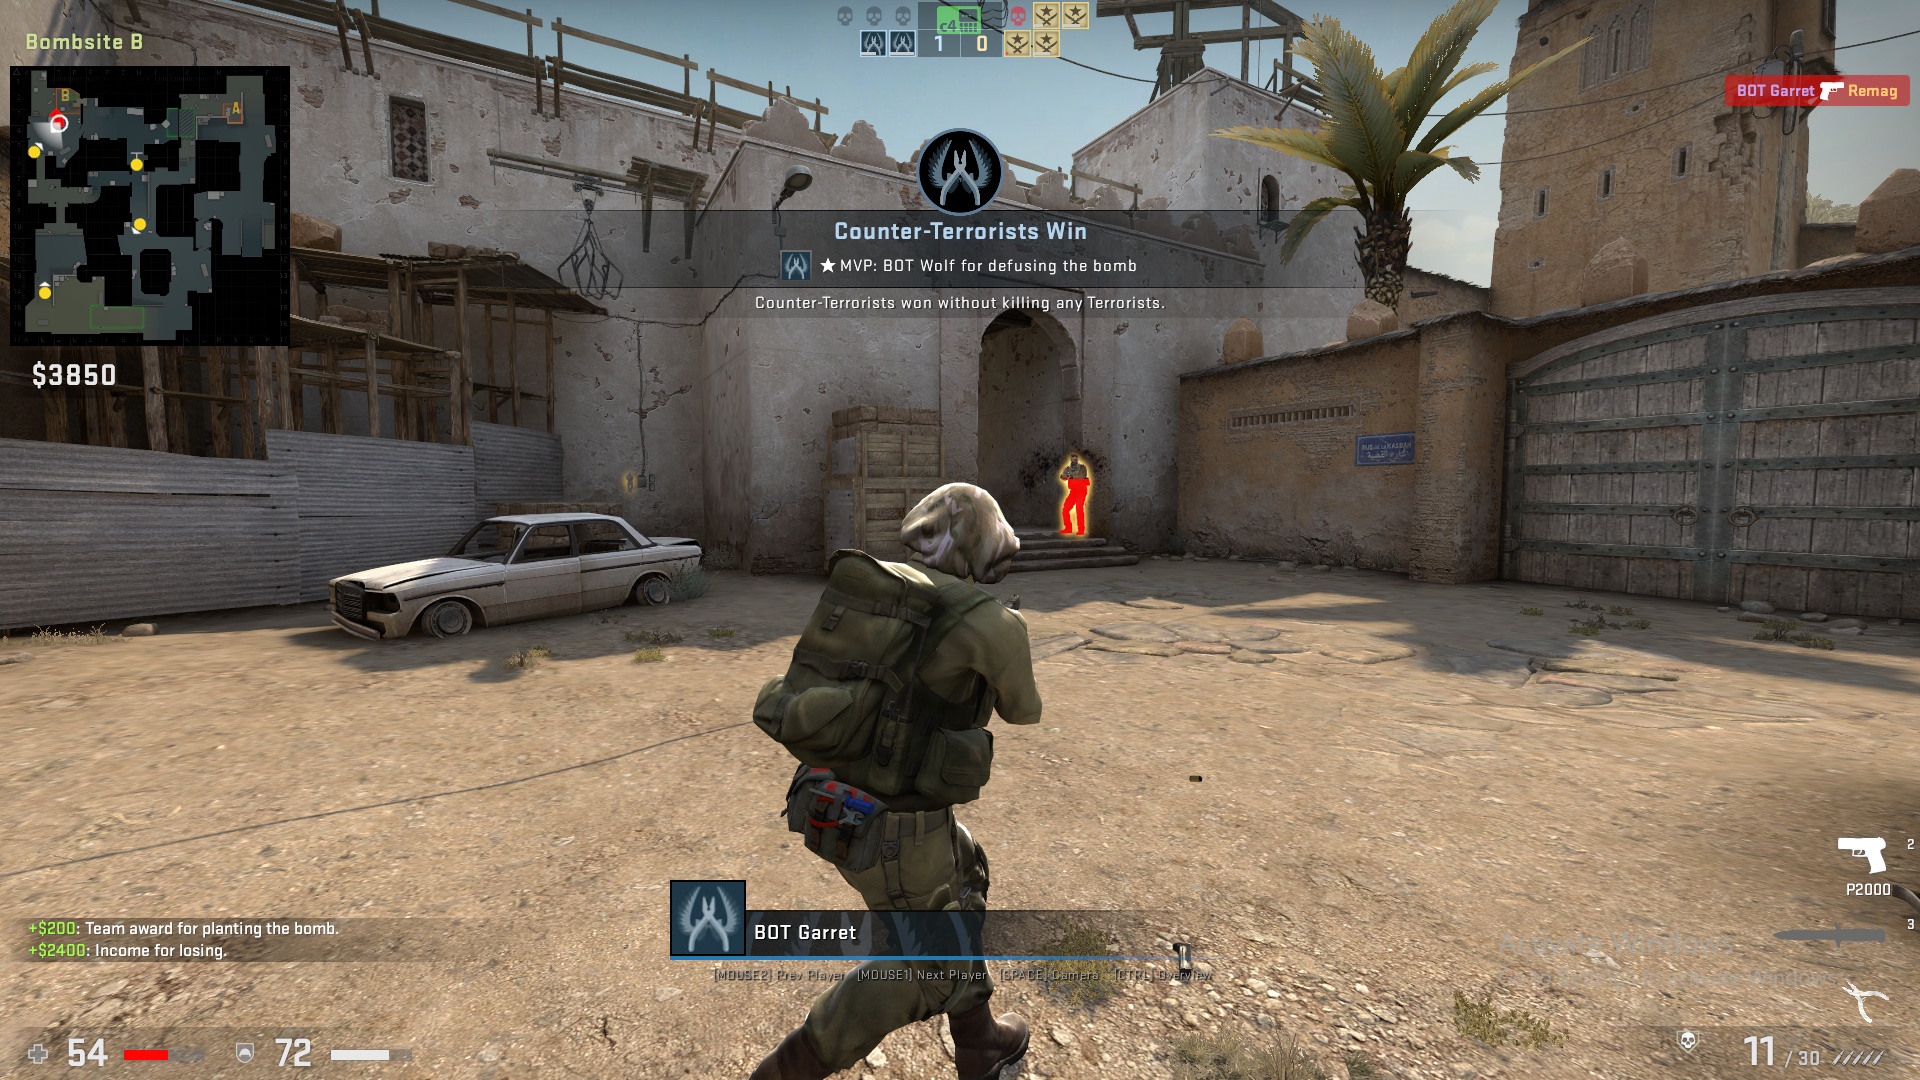 Bombsite B
c4
1 0
B
A
BOT Garret Remag
Counter-Terrorists Win
★ MVP: BOT Wolf for defusing the bomb
Counter-Terrorists won without killing any Terrorists.
$3850
2
P2000
3
+$200: Team award for planting the bomb.
+$2400: Income for losing.
BOT Garret
[MOUSE2] Prev Player [MOUSE1] Next Player [SPACE] Camera [CTRL] Overview
Activate Windows
54
72
11 / 30